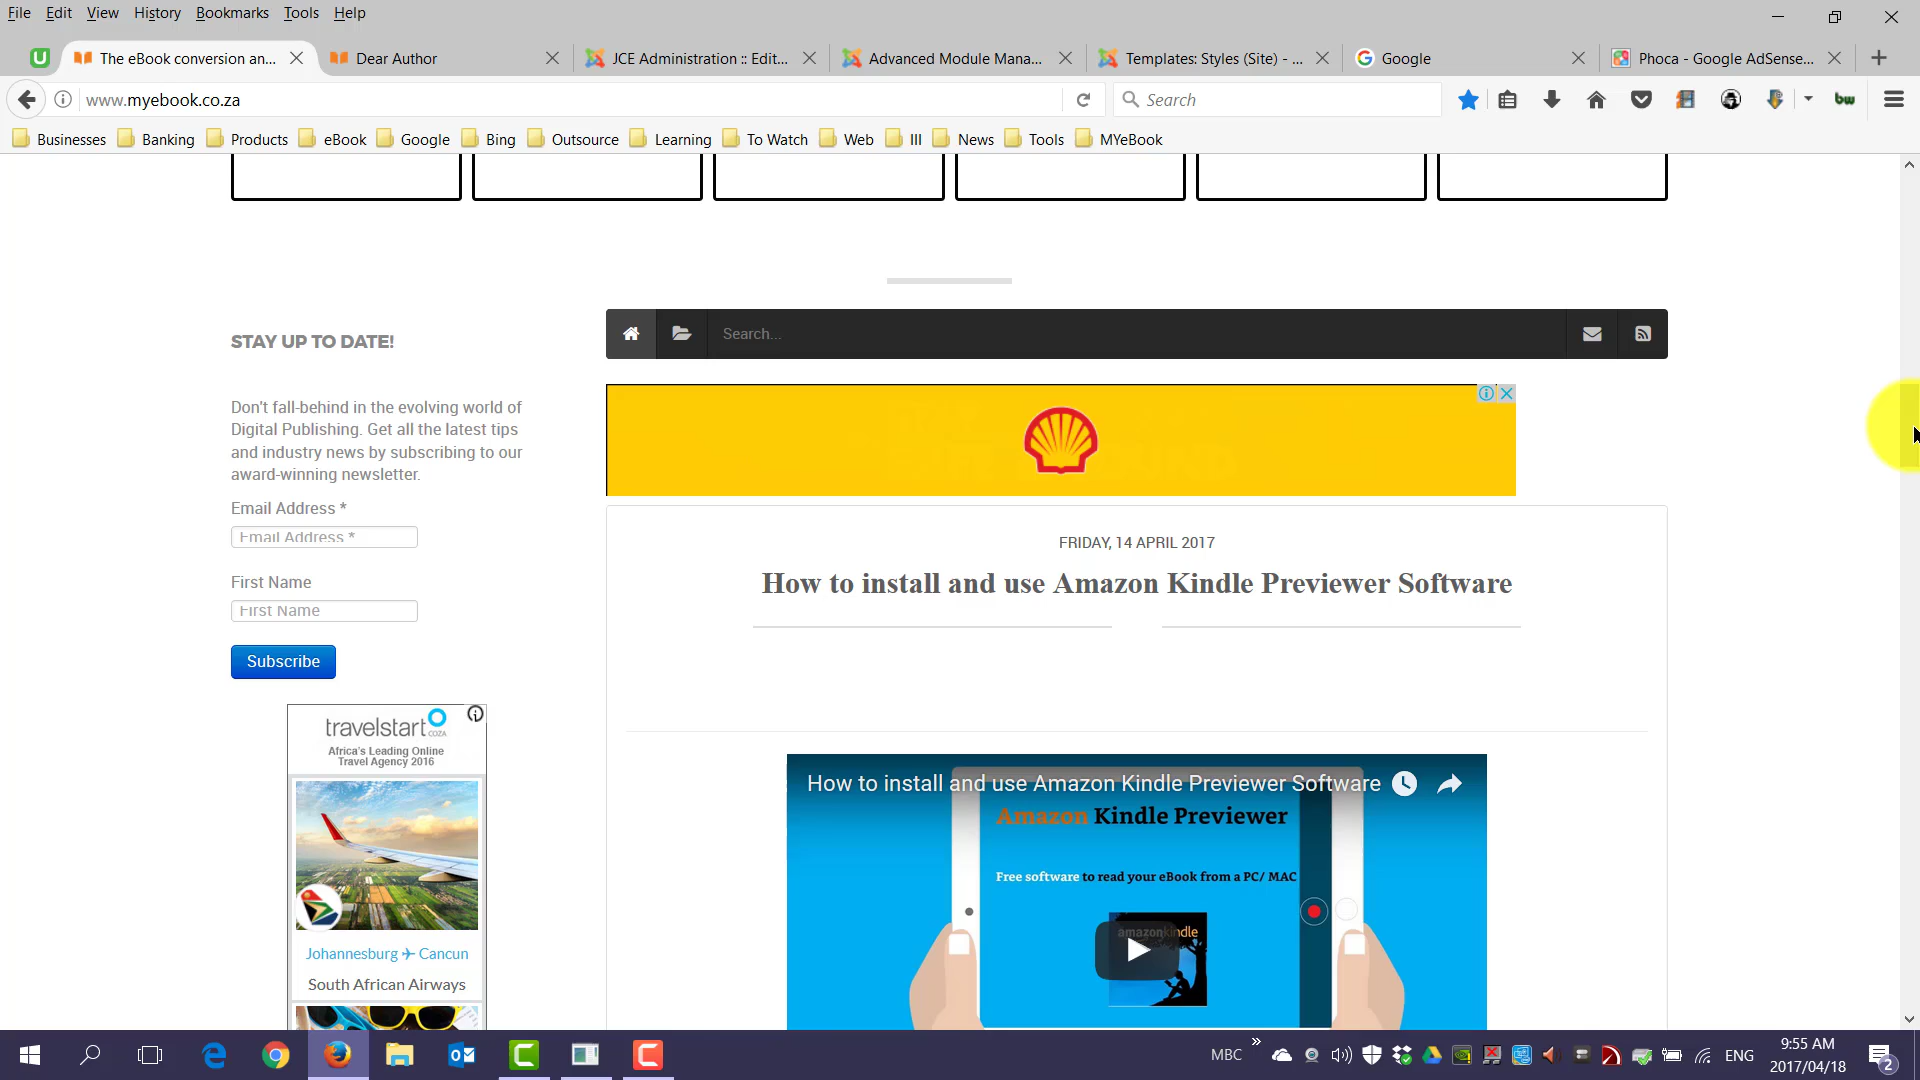 File Edit View History Bookmarks Tools Help
The eBook conversion an...
Dear Author
JCE Administration :: Edit...
Advanced Module Mana...
Templates: Styles (Site) - ...
Google
Phoca - Google AdSense...
www.myebook.co.za
Search
bw
Businesses Banking Products eBook Google Bing Outsource Learning To Watch Web III News Tools MYeBook
Search...
STAY UP TO DATE!
Don't fall-behind in the evolving world of
Digital Publishing. Get all the latest tips
and industry news by subscribing to our
award-winning newsletter.
Email Address *
Email Address *
First Name
First Name
Subscribe
travelstart
COZA
Africa's Leading Online
Travel Agency 2016
Johannesburg ✈ Cancun
South African Airways
FRIDAY, 14 APRIL 2017
How to install and use Amazon Kindle Previewer Software
How to install and use Amazon Kindle Previewer Software
Amazon Kindle Previewer
Free software to read your eBook from a PC/ MAC
amazonkindle
MBC
ENG
9:55 AM
2017/04/18
2